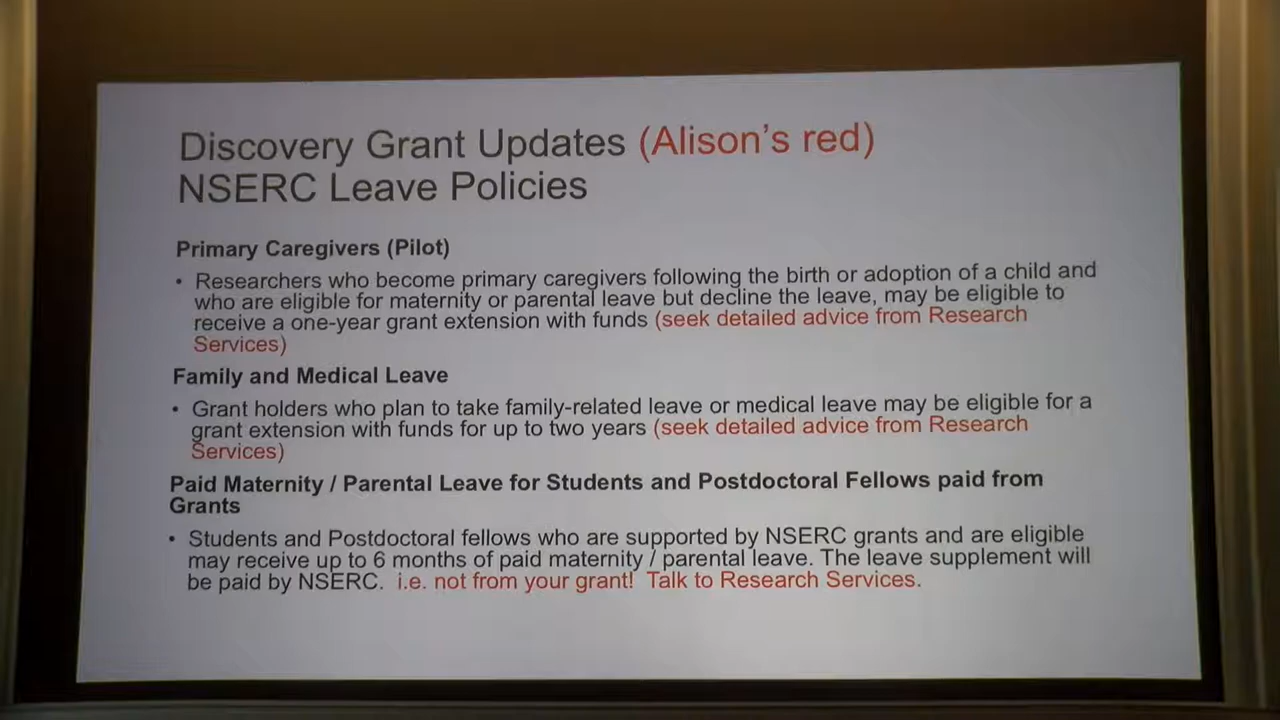 Discovery Grant Updates (Alison's red)
NSERC Leave Policies
Primary Caregivers (Pilot)
• Researchers who become primary caregivers following the birth or adoption of a child and
who are eligible for maternity or parental leave but decline the leave, may be eligible to
receive a one-year grant extension with funds (seek detailed advice from Research
Services)
Family and Medical Leave
• Grant holders who plan to take family-related leave or medical leave may be eligible for a
grant extension with funds for up to two years (seek detailed advice from Research
Services)
Paid Maternity / Parental Leave for Students and Postdoctoral Fellows paid from
Grants
• Students and Postdoctoral fellows who are supported by NSERC grants and are eligible
may receive up to 6 months of paid maternity / parental leave. The leave supplement will
be paid by NSERC. i.e. not from your grant! Talk to Research Services.